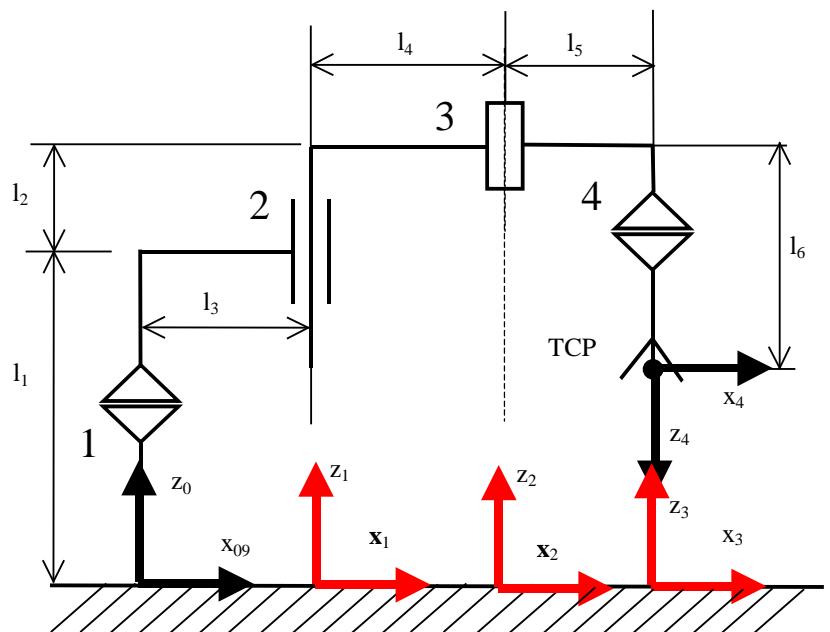 l₄ l₅
3
l₂ 2 4
l₆
l₃
l₁ TCP
x₄
1 z₄
z₀ z₁ z₂ z₃
x₀₉ x₁ x₂ x₃